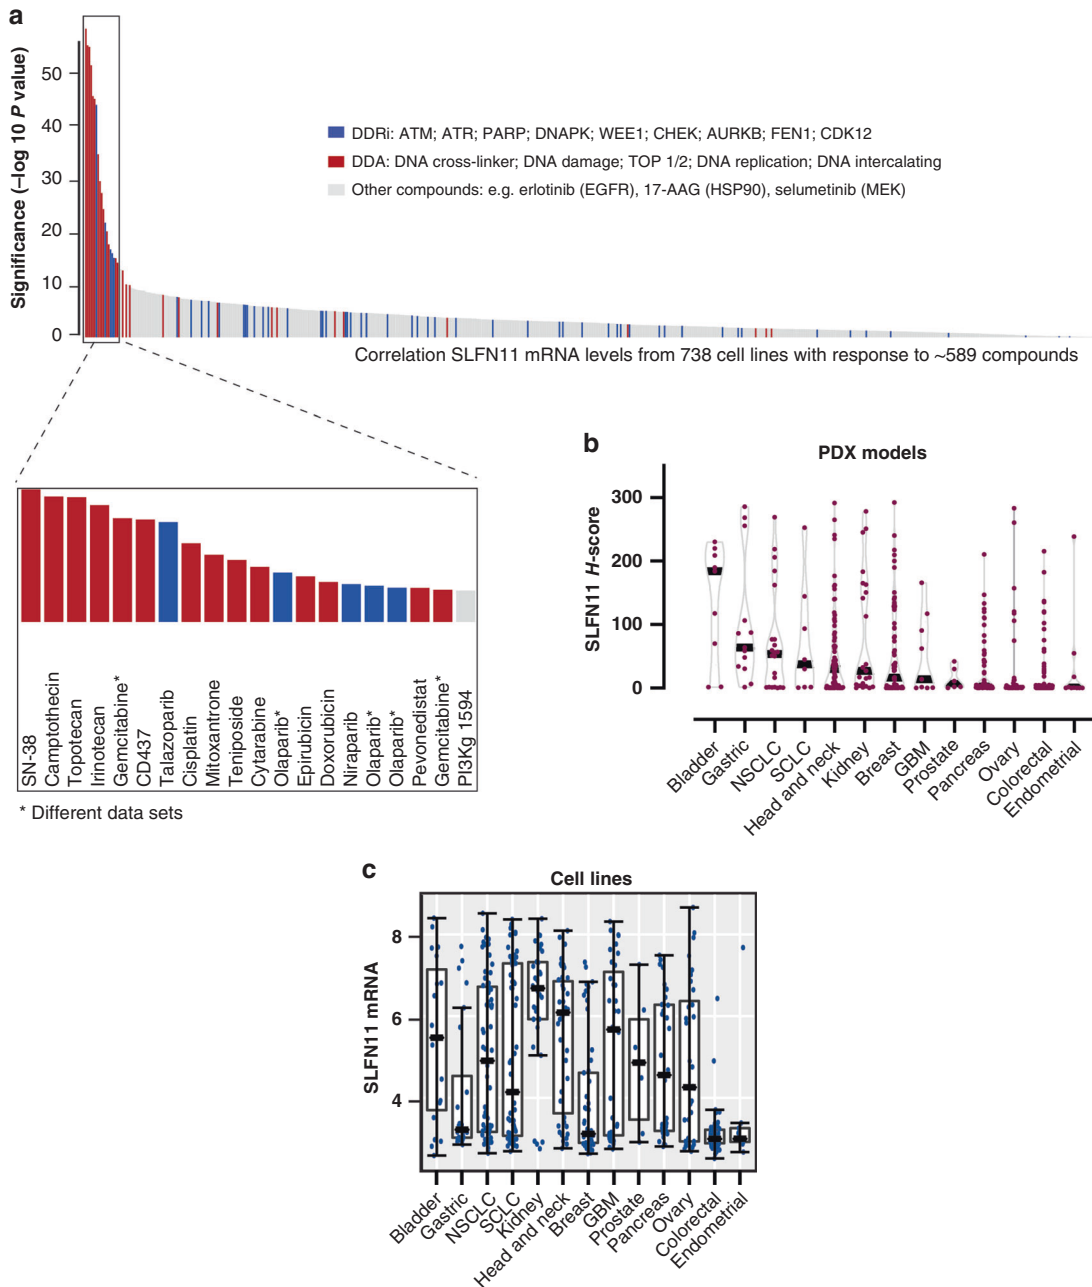 a
Significance (–log 10 P value)
50
40
30
20
10
0
DDRi: ATM; ATR; PARP; DNAPK; WEE1; CHEK; AURKB; FEN1; CDK12
DDA: DNA cross-linker; DNA damage; TOP 1/2; DNA replication; DNA intercalating
Other compounds: e.g. erlotinib (EGFR), 17-AAG (HSP90), selumetinib (MEK)
Correlation SLFN11 mRNA levels from 738 cell lines with response to ~589 compounds
SN-38
Camptothecin
Topotecan
Irinotecan
Gemcitabine*
CD437
Talazoparib
Cisplatin
Mitoxantrone
Teniposide
Cytarabine
Olaparib*
Epirubicin
Doxorubicin
Niraparib
Olaparib*
Olaparib*
Pevonedistat
Gemcitabine*
PI3Kg 1594
* Different data sets
b
PDX models
SLFN11 H-score
300
200
100
0
Bladder
Gastric
NSCLC
SCLC
Head and neck
Kidney
Breast
GBM
Prostate
Pancreas
Ovary
Colorectal
Endometrial
c
Cell lines
SLFN11 mRNA
8
6
4
Bladder
Gastric
NSCLC
SCLC
Kidney
Head and neck
Breast
GBM
Prostate
Pancreas
Ovary
Colorectal
Endometrial